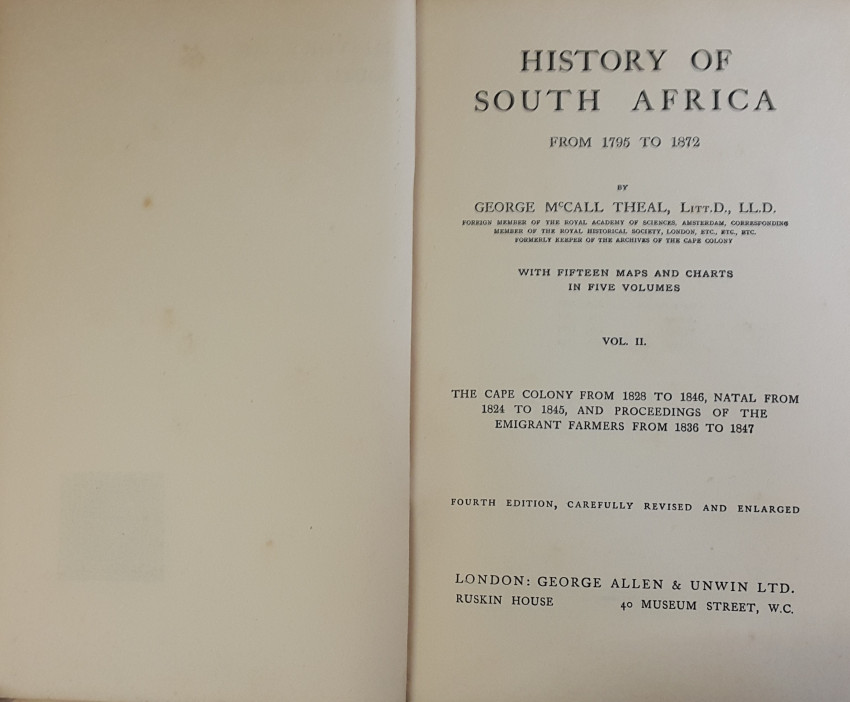 HISTORY OF
SOUTH AFRICA
FROM 1795 TO 1872
BY
GEORGE McCALL THEAL, LITT.D., LL.D.
FOREIGN MEMBER OF THE ROYAL ACADEMY OF SCIENCES, AMSTERDAM, CORRESPONDING
MEMBER OF THE ROYAL HISTORICAL SOCIETY, LONDON, ETC., ETC., ETC.
FORMERLY KEEPER OF THE ARCHIVES OF THE CAPE COLONY
WITH FIFTEEN MAPS AND CHARTS
IN FIVE VOLUMES
VOL. II.
THE CAPE COLONY FROM 1828 TO 1846, NATAL FROM
1824 TO 1845, AND PROCEEDINGS OF THE
EMIGRANT FARMERS FROM 1836 TO 1847
FOURTH EDITION, CAREFULLY REVISED AND ENLARGED
LONDON: GEORGE ALLEN & UNWIN LTD.
RUSKIN HOUSE 40 MUSEUM STREET, W.C.